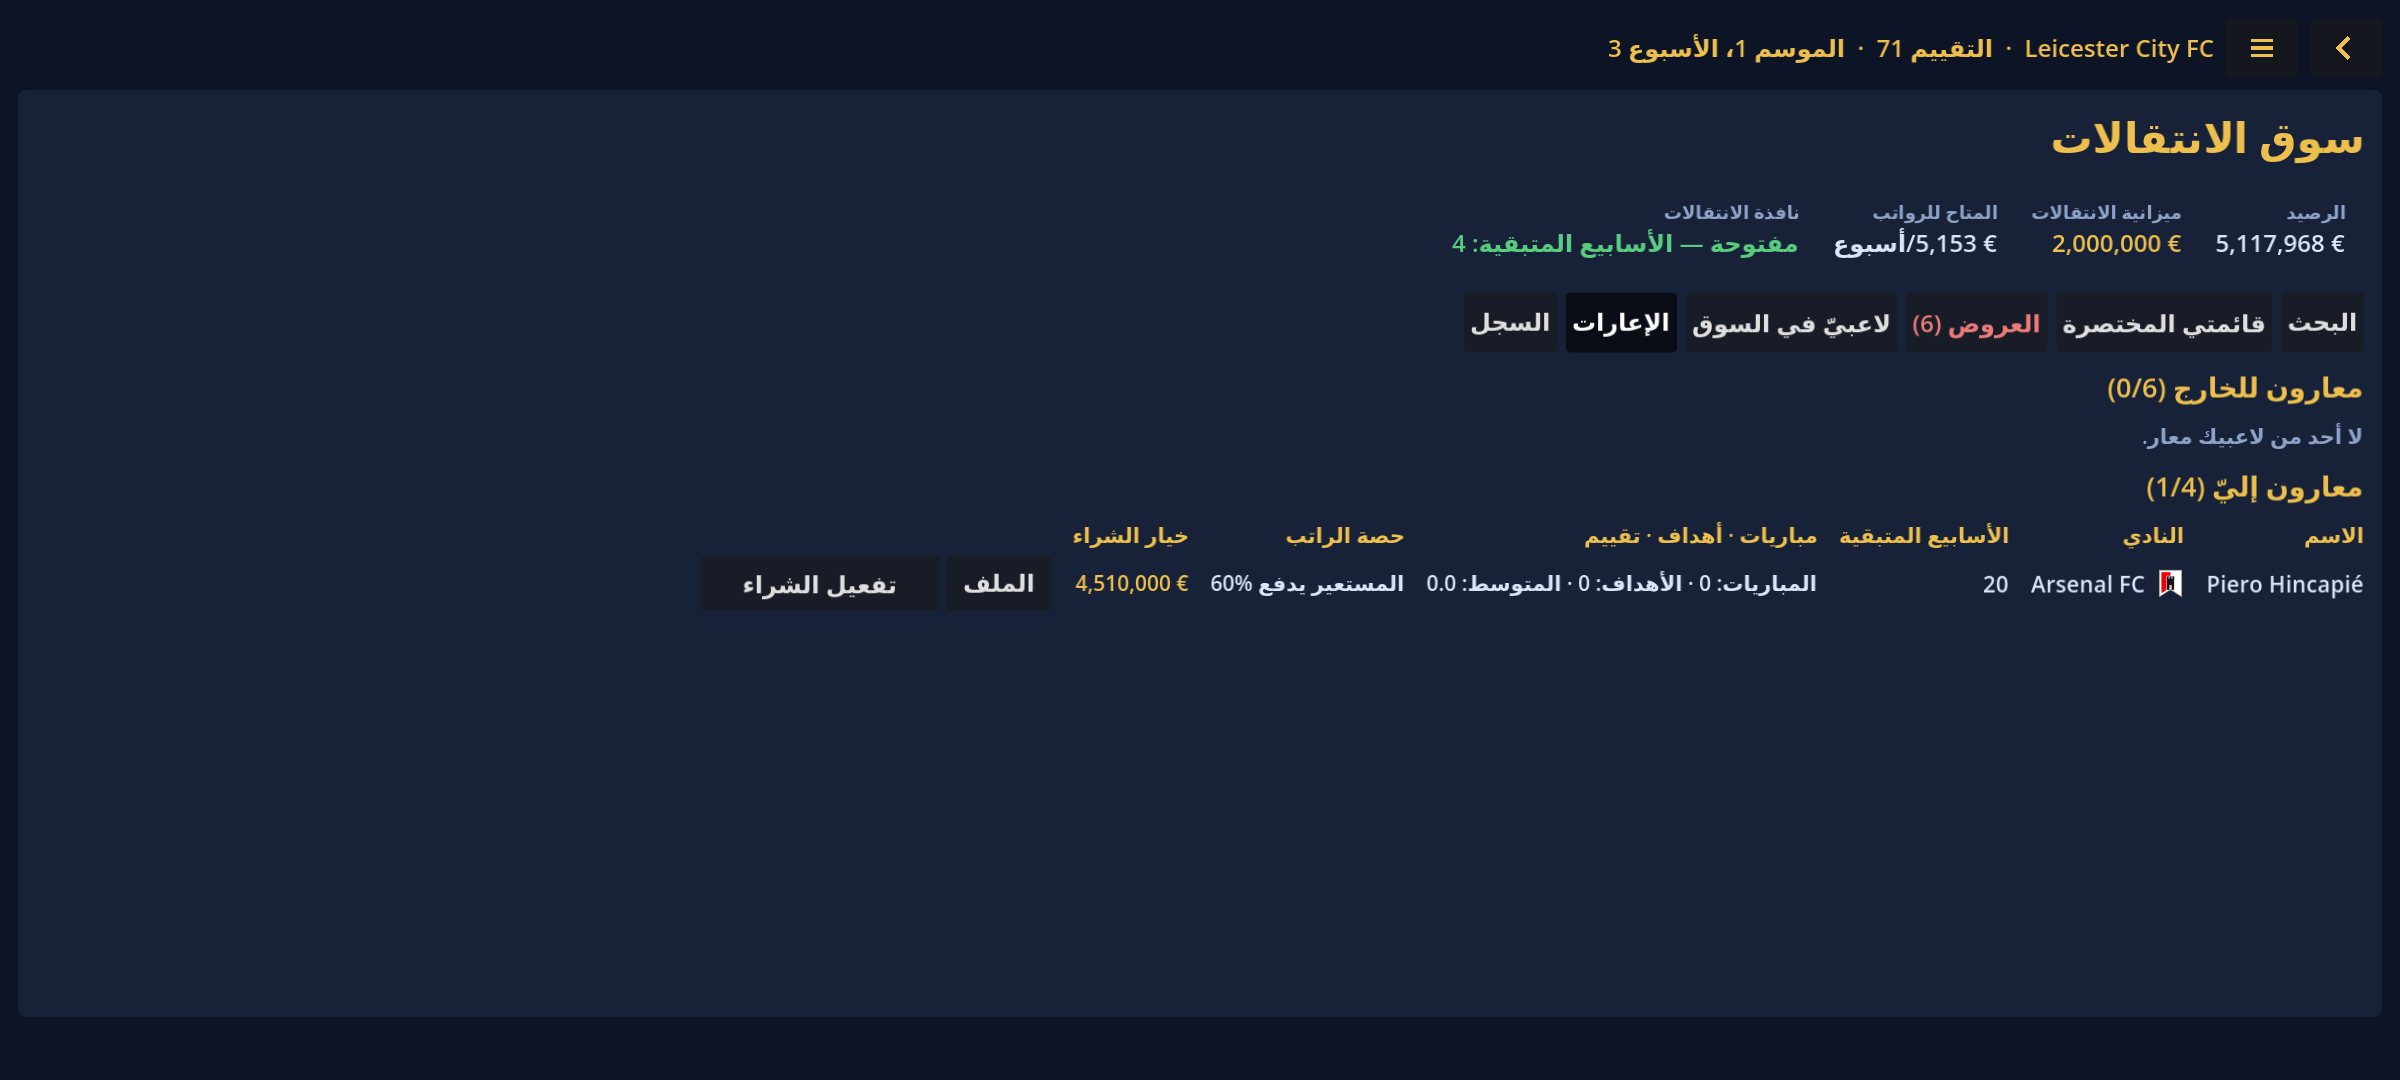 Leicester City FC · التقييم 71 · الموسم 1، الأسبوع 3
سوق الانتقالات
الرصيد ميزانية الانتقالات المتاح للرواتب نافذة الانتقالات
5,117,968 € 2,000,000 € 5,153 €/أسبوع مفتوحة — الأسابيع المتبقية: 4
البحث قائمتي المختصرة العروض (6) لاعبيّ في السوق الإعارات السجل
معارون للخارج (0/6)
لا أحد من لاعبيك معار.
معارون إليّ (1/4)
الاسم النادي الأسابيع المتبقية مباريات · أهداف · تقييم حصة الراتب خيار الشراء
Piero Hincapié Arsenal FC 20 المباريات: 0 · الأهداف: 0 · المتوسط: 0.0 المستعير يدفع 60% 4,510,000 € الملف تفعيل الشراء